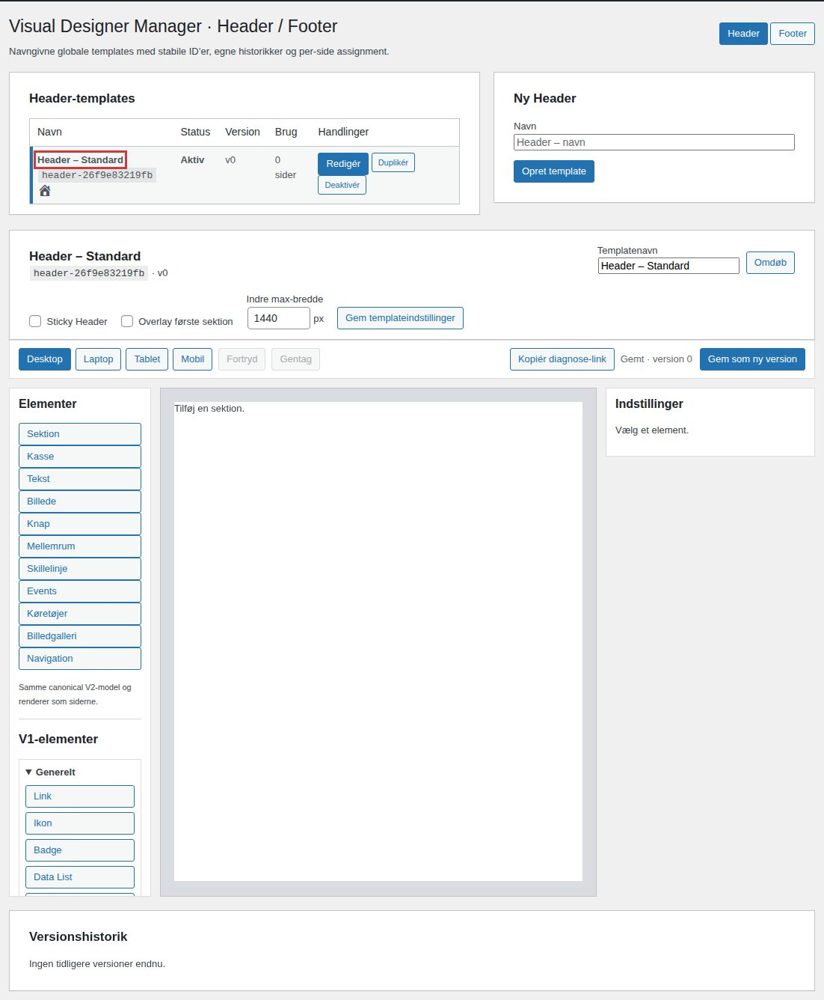 Visual Designer Manager · Header / Footer
Navngivne globale templates med stabile ID'er, egne historikker og per-side assignment.
Header Footer
Header-templates
Navn Status Version Brug Handlinger
Header – Standard Aktiv v0 0 sider Redigér Duplikér
header-26f9e83219fb
Deaktivér
Ny Header
Navn
Header – navn
Opret template
Header – Standard
header-26f9e83219fb · v0
Templatenavn
Header – Standard Omdøb
Indre max-bredde
Sticky Header Overlay første sektion 1440 px Gem templateindstillinger
Desktop Laptop Tablet Mobil Fortryd Gentag Kopiér diagnose-link Gemt · version 0 Gem som ny version
Elementer
Sektion
Kasse
Tekst
Billede
Knap
Mellemrum
Skillelinje
Events
Køretøjer
Billedgalleri
Navigation
Samme canonical V2-model og
renderer som siderne.
V1-elementer
▼ Generelt
Link
Ikon
Badge
Data List
Tilføj en sektion.
Indstillinger
Vælg et element.
Versionshistorik
Ingen tidligere versioner endnu.